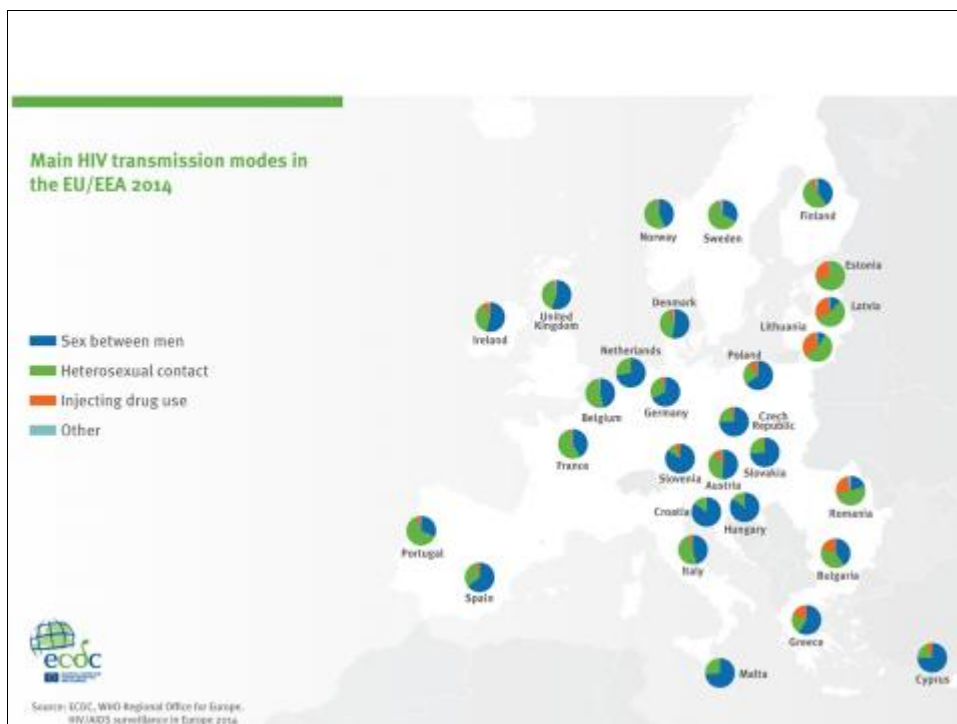 Main HIV transmission modes in
the EU/EEA 2014
Sex between men
Heterosexual contact
Injecting drug use
Other
Finland
Norway
Sweden
Estonia
Latvia
Lithuania
Denmark
United
Kingdom
Ireland
Netherlands
Poland
Belgium
Germany
Czech
Republic
France
Slovenia
Austria
Slovakia
Croatia
Hungary
Romania
Portugal
Italy
Bulgaria
Spain
Greece
Malta
Cyprus
ecdc
Source: ECDC, WHO Regional Office for Europe.
HIV/AIDS surveillance in Europe 2014.